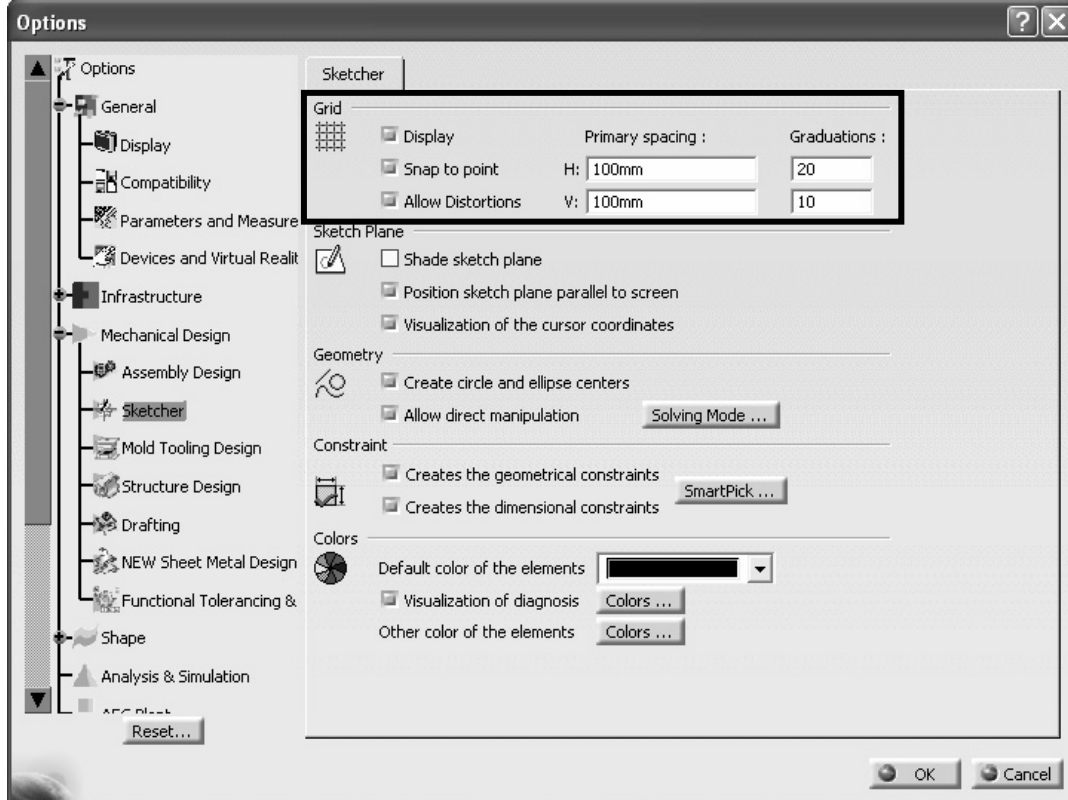 Options
Options
General
Display
Compatibility
Parameters and Measure
Devices and Virtual Realit
Infrastructure
Mechanical Design
Assembly Design
Sketcher
Mold Tooling Design
Structure Design
Drafting
NEW Sheet Metal Design
Functional Tolerancing &
Shape
Analysis & Simulation
Reset...
Sketcher
Grid
Display Primary spacing : Graduations :
Snap to point H: 100mm 20
Allow Distortions V: 100mm 10
Sketch Plane
Shade sketch plane
Position sketch plane parallel to screen
Visualization of the cursor coordinates
Geometry
Create circle and ellipse centers
Allow direct manipulation Solving Mode ...
Constraint
Creates the geometrical constraints
SmartPick ...
Creates the dimensional constraints
Colors
Default color of the elements
Visualization of diagnosis Colors ...
Other color of the elements Colors ...
OK Cancel